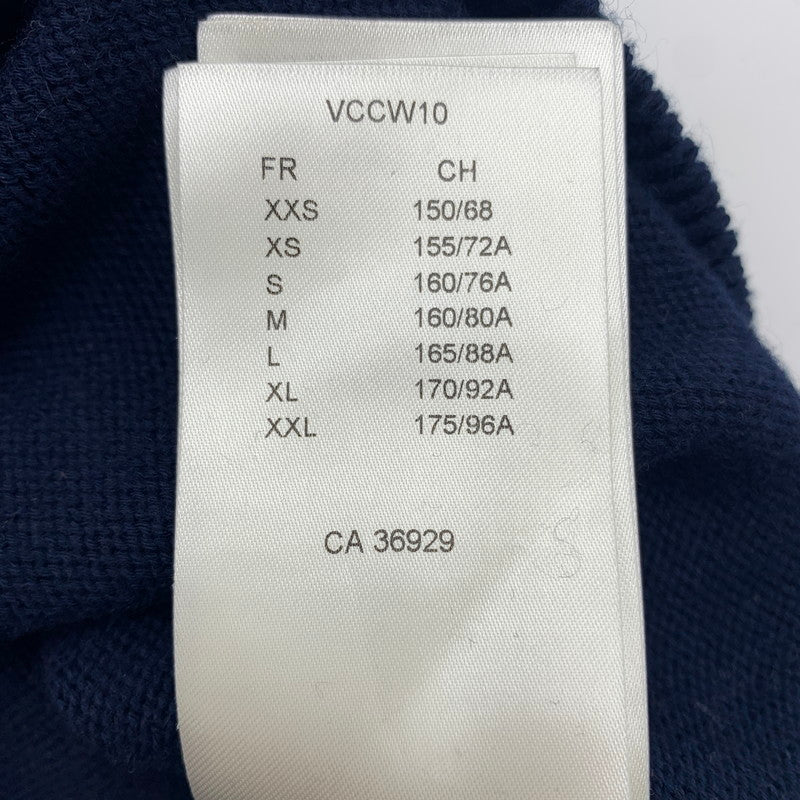 VCCW10
FR CH
XXS 150/68
XS 155/72A
S 160/76A
M 160/80A
L 165/88A
XL 170/92A
XXL 175/96A
CA 36929